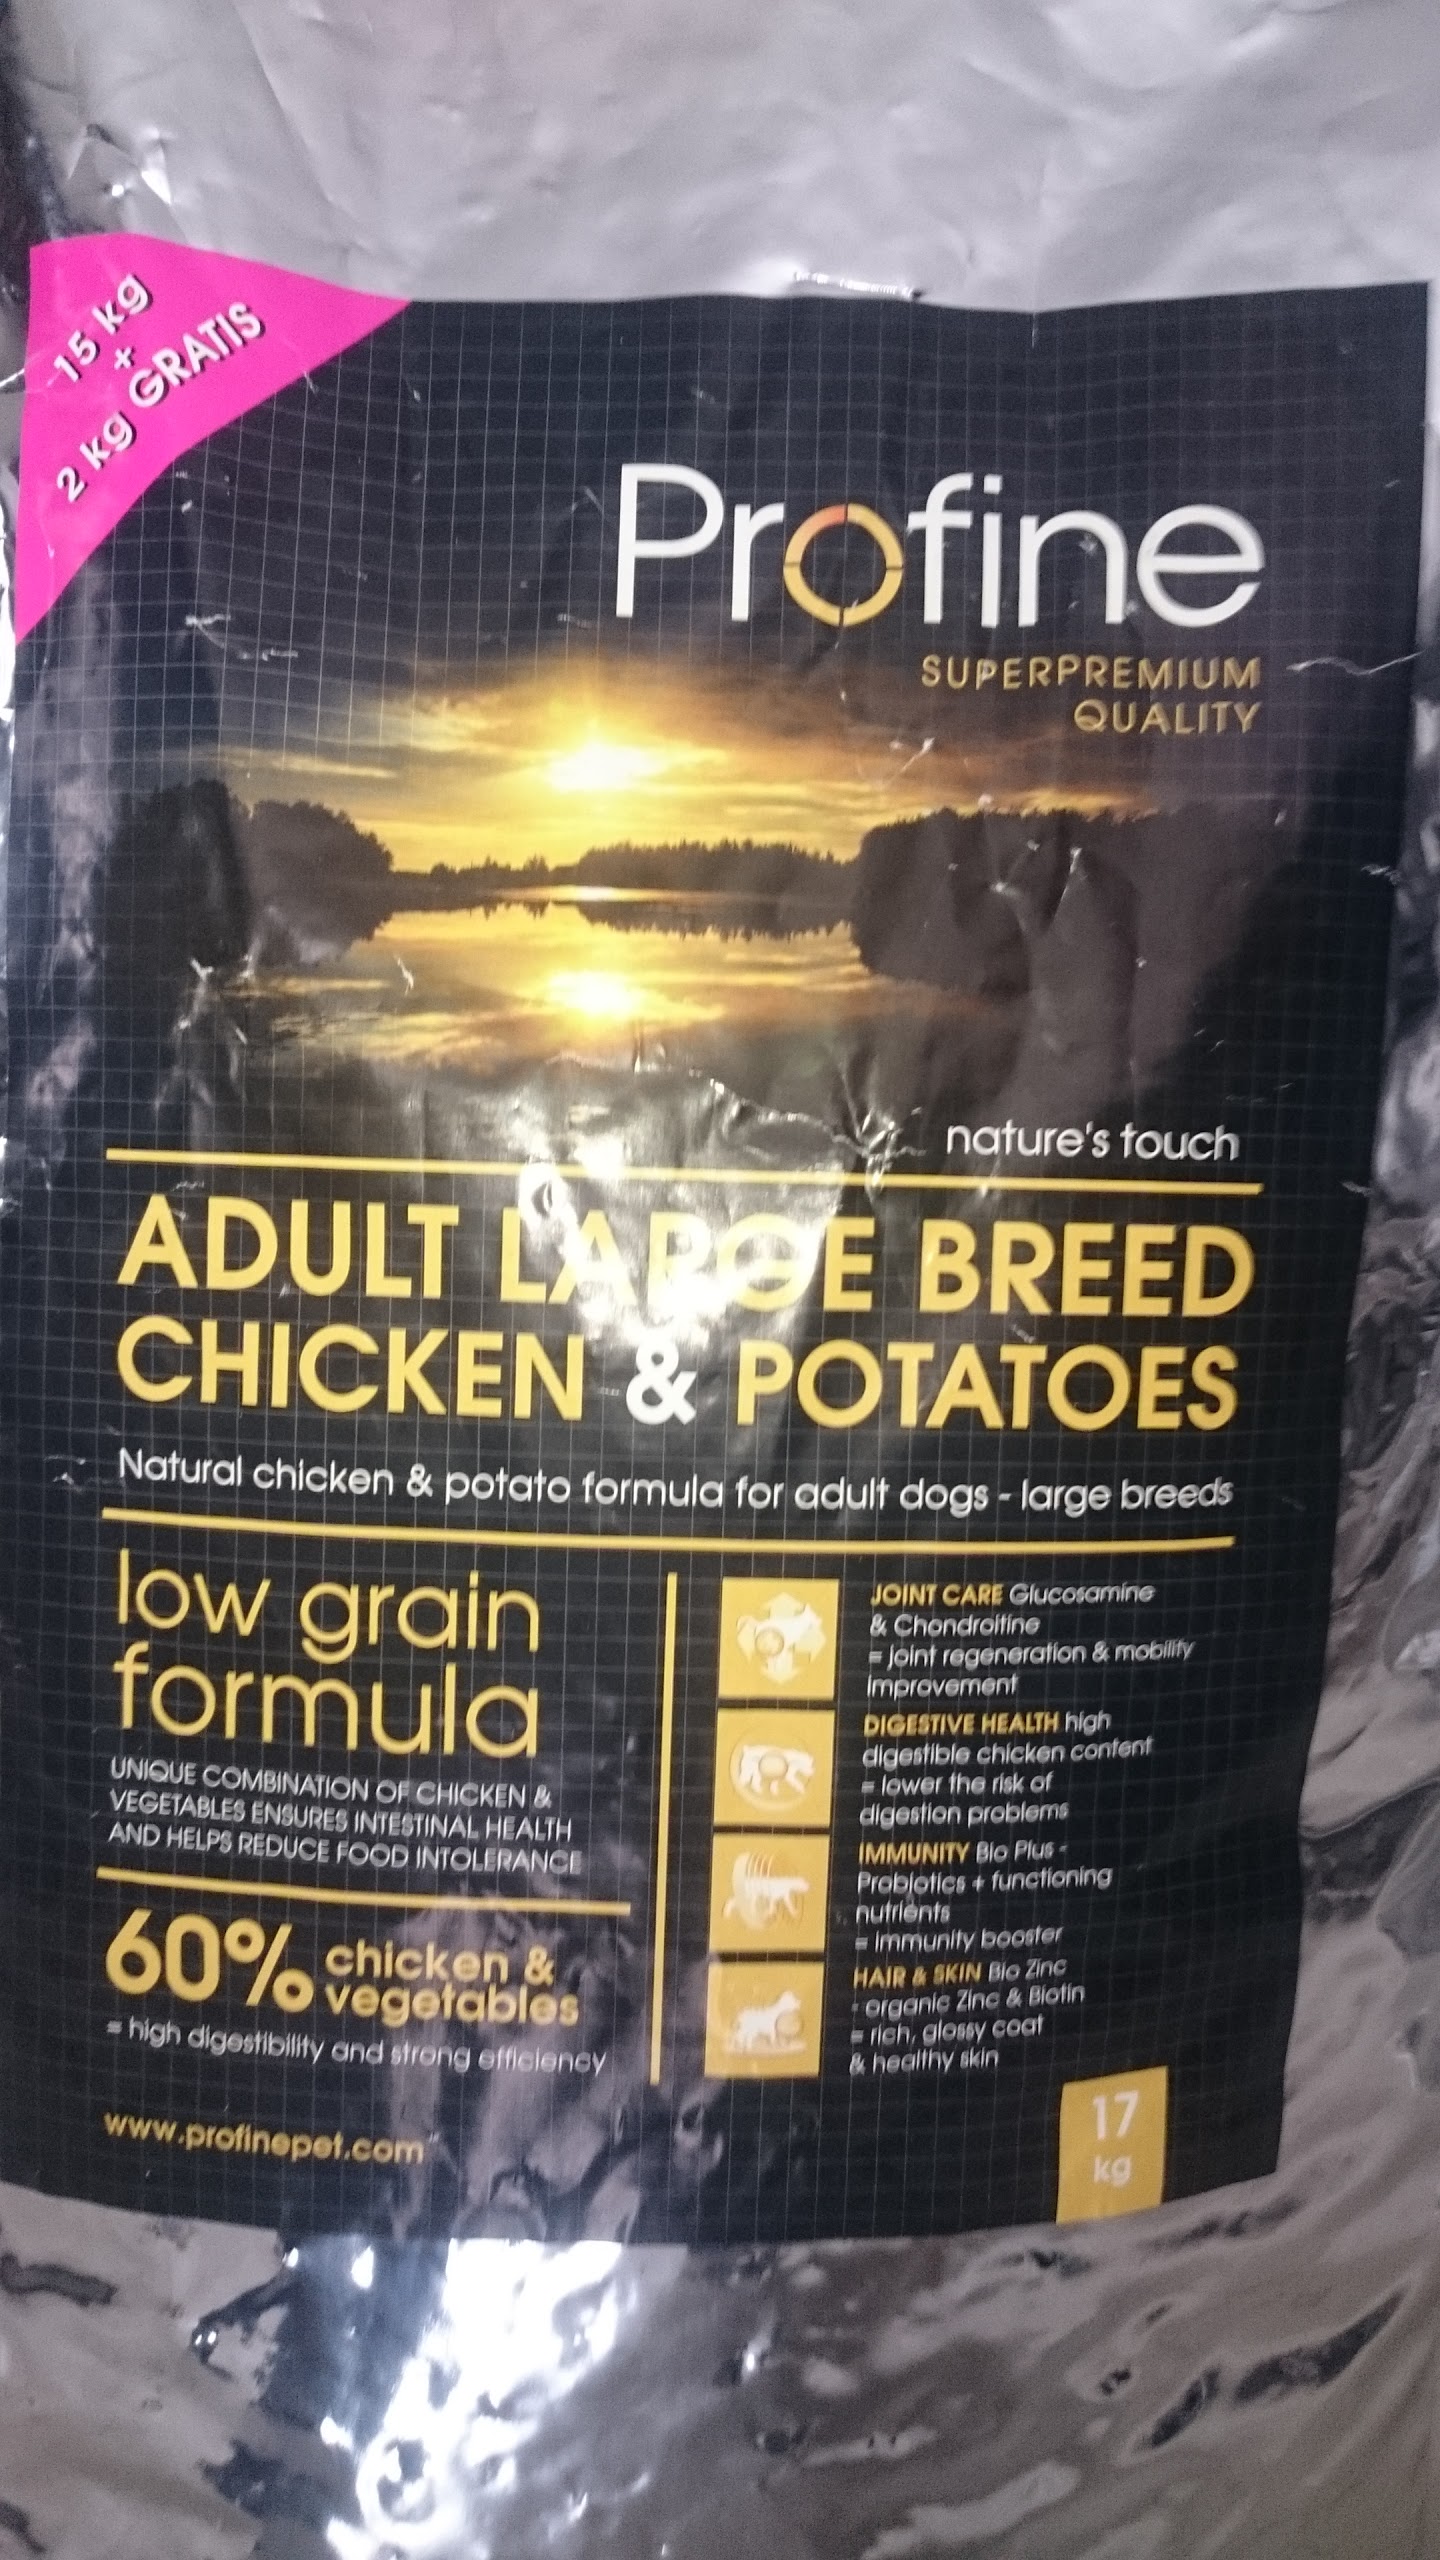 15 kg
+
2 kg GRATIS
Profine
SUPERPREMIUM
QUALITY
nature's touch
ADULT LARGE BREED
CHICKEN & POTATOES
Natural chicken & potato formula for adult dogs - large breeds
low grain
formula
UNIQUE COMBINATION OF CHICKEN &
VEGETABLES ENSURES INTESTINAL HEALTH
AND HELPS REDUCE FOOD INTOLERANCE
60% chicken &
vegetables
= high digestibility and strong efficiency
www.profinepet.com
JOINT CARE Glucosamine
& Chondroitine
= joint regeneration & mobility
improvement
DIGESTIVE HEALTH high
digestible chicken content
= lower the risk of
digestion problems
IMMUNITY Bio Plus -
Probiotics + functioning
nutrients
= immunity booster
HAIR & SKIN Bio Zinc
- organic Zinc & Biotin
= rich, glossy coat
& healthy skin
17
kg